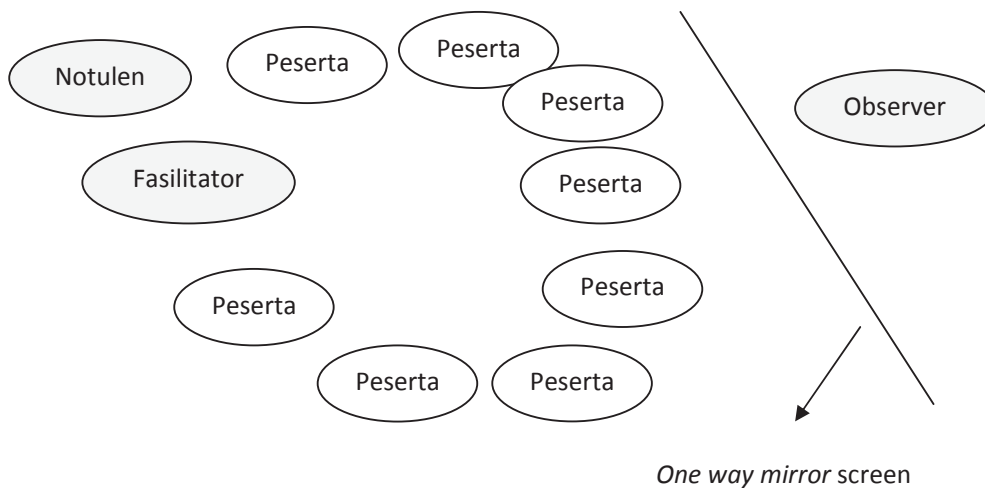 Notulen
Peserta
Peserta
Peserta
Observer
Fasilitator
Peserta
Peserta
Peserta
Peserta
Peserta
One way mirror screen